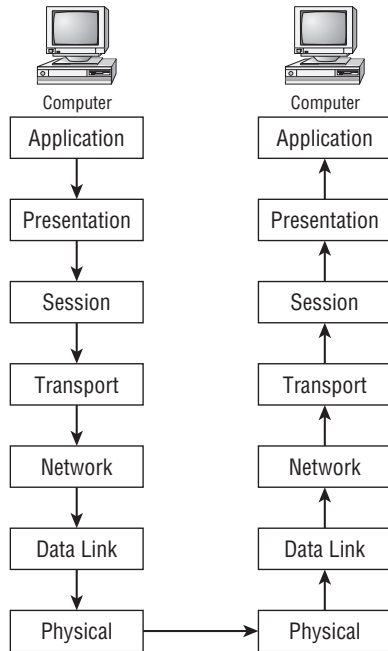 Computer
Application
Presentation
Session
Transport
Network
Data Link
Physical
Computer
Application
Presentation
Session
Transport
Network
Data Link
Physical